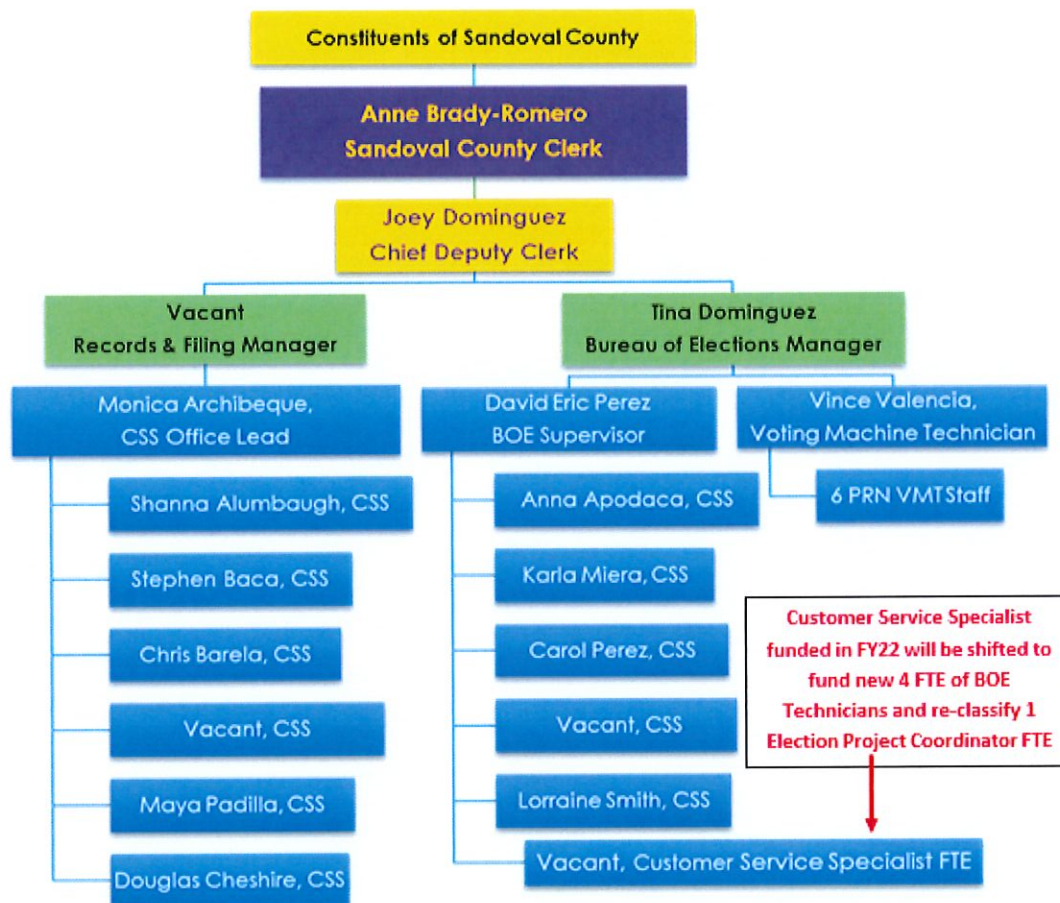 Constituents of Sandoval County
Anne Brady-Romero
Sandoval County Clerk
Joey Dominguez
Chief Deputy Clerk
Vacant
Records & Filing Manager
Tina Dominguez
Bureau of Elections Manager
Monica Archibeque,
CSS Office Lead
David Eric Perez
BOE Supervisor
Vince Valencia,
Voting Machine Technician
Shanna Alumbaugh, CSS
Stephen Baca, CSS
Chris Barela, CSS
Vacant, CSS
Maya Padilla, CSS
Douglas Cheshire, CSS
Anna Apodaca, CSS
Karla Miera, CSS
Carol Perez, CSS
Vacant, CSS
Lorraine Smith, CSS
Vacant, Customer Service Specialist FTE
6 PRN VMT Staff
Customer Service Specialist
funded in FY22 will be shifted to
fund new 4 FTE of BOE
Technicians and re-classify 1
Election Project Coordinator FTE